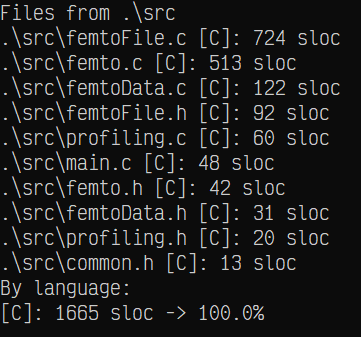 Files from .\src
.\src\femtoFile.c [C]: 724 sloc
.\src\femto.c [C]: 513 sloc
.\src\femtoData.c [C]: 122 sloc
.\src\femtoFile.h [C]: 92 sloc
.\src\profiling.c [C]: 60 sloc
.\src\main.c [C]: 48 sloc
.\src\femto.h [C]: 42 sloc
.\src\femtoData.h [C]: 31 sloc
.\src\profiling.h [C]: 20 sloc
.\src\common.h [C]: 13 sloc
By language:
[C]: 1665 sloc -> 100.0%